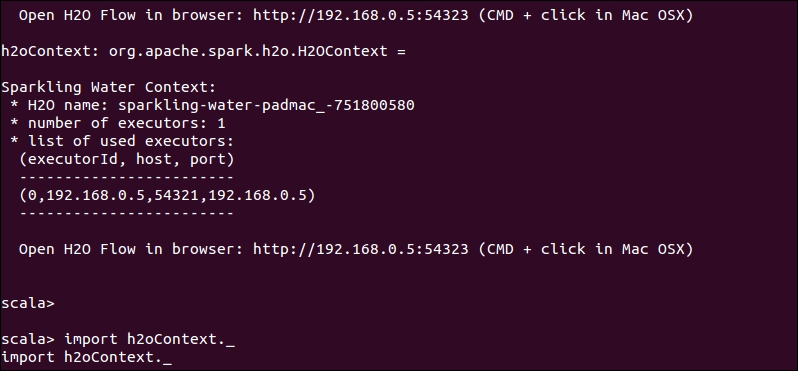 Open H2O Flow in browser: http://192.168.0.5:54323 (CMD + click in Mac OSX)
h2oContext: org.apache.spark.h2o.H2OContext =
Sparkling Water Context:
* H2O name: sparkling-water-padmac_-751800580
* number of executors: 1
* list of used executors:
(executorId, host, port)
------------------------
(0,192.168.0.5,54321,192.168.0.5)
------------------------
Open H2O Flow in browser: http://192.168.0.5:54323 (CMD + click in Mac OSX)
scala>
scala> import h2oContext._
import h2oContext._